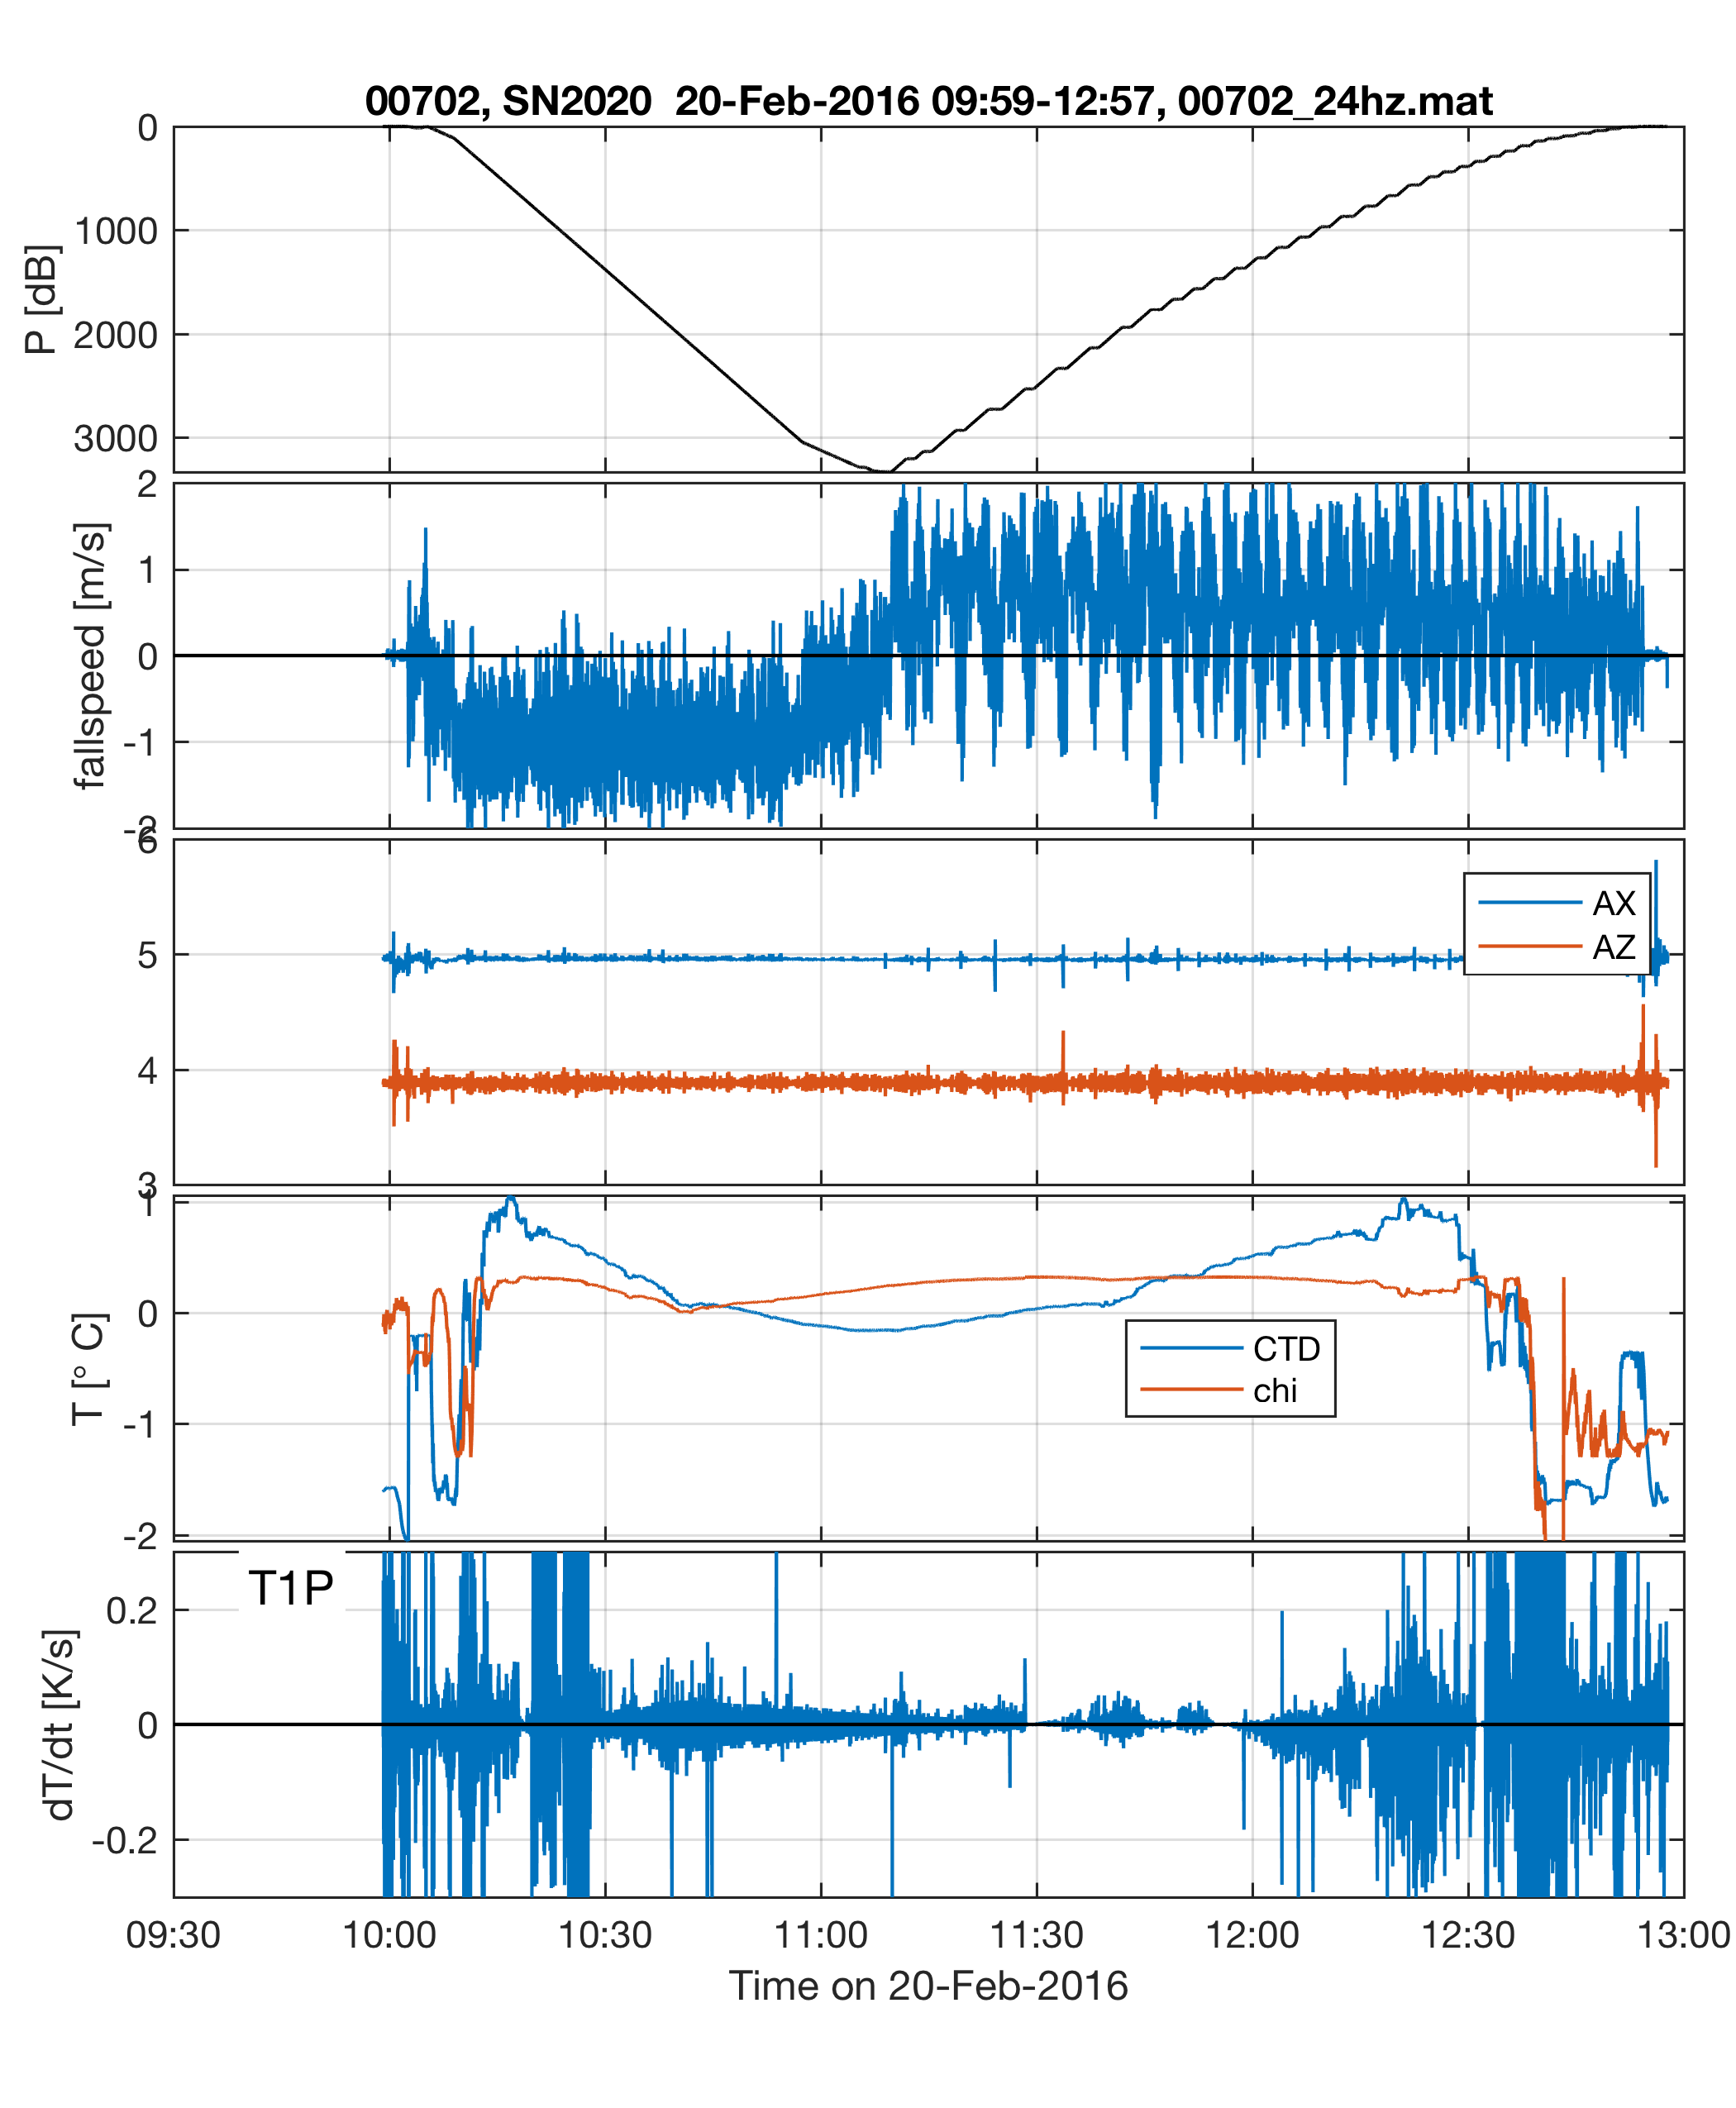 00702, SN2020  20-Feb-2016 09:59-12:57, 00702_24hz.mat
0
1000
2000
3000
P [dB]
2
1
0
-1
-2
fallspeed [m/s]
6
5
4
3
AX
AZ
1
0
-1
-2
T [° C]
CTD
chi
T1P
0.2
0
-0.2
dT/dt [K/s]
09:30 10:00 10:30 11:00 11:30 12:00 12:30 13:00
Time on 20-Feb-2016